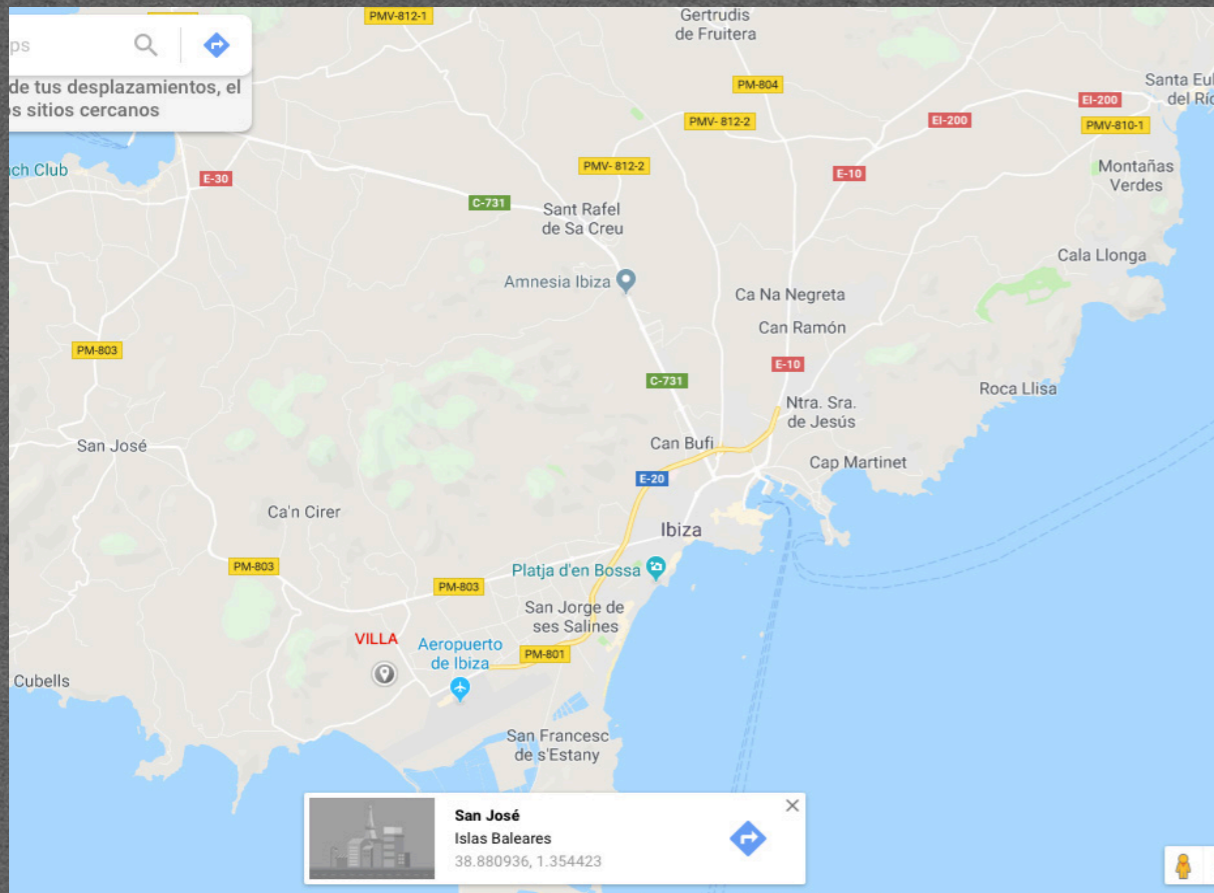 PMV-812-1
Gertrudis
de Fruitera
ps
de tus desplazamientos, el
os sitios cercanos
PM-804
Santa Eul
del Río
EI-200
PMV-810-1
PMV- 812-2
EI-200
ch Club
E-30
PMV- 812-2
E-10
Montañas
Verdes
C-731
Sant Rafel
de Sa Creu
Cala Llonga
Amnesia Ibiza
Ca Na Negreta
Can Ramón
PM-803
E-10
C-731
Roca Llisa
Ntra. Sra.
de Jesús
San José
Can Bufi
Cap Martinet
E-20
Ca'n Cirer
Ibiza
PM-803
Platja d'en Bossa
PM-803
San Jorge de
ses Salines
VILLA
Aeropuerto
de Ibiza
PM-801
Cubells
San Francesc
de s'Estany
San José
Islas Baleares
38.880936, 1.354423